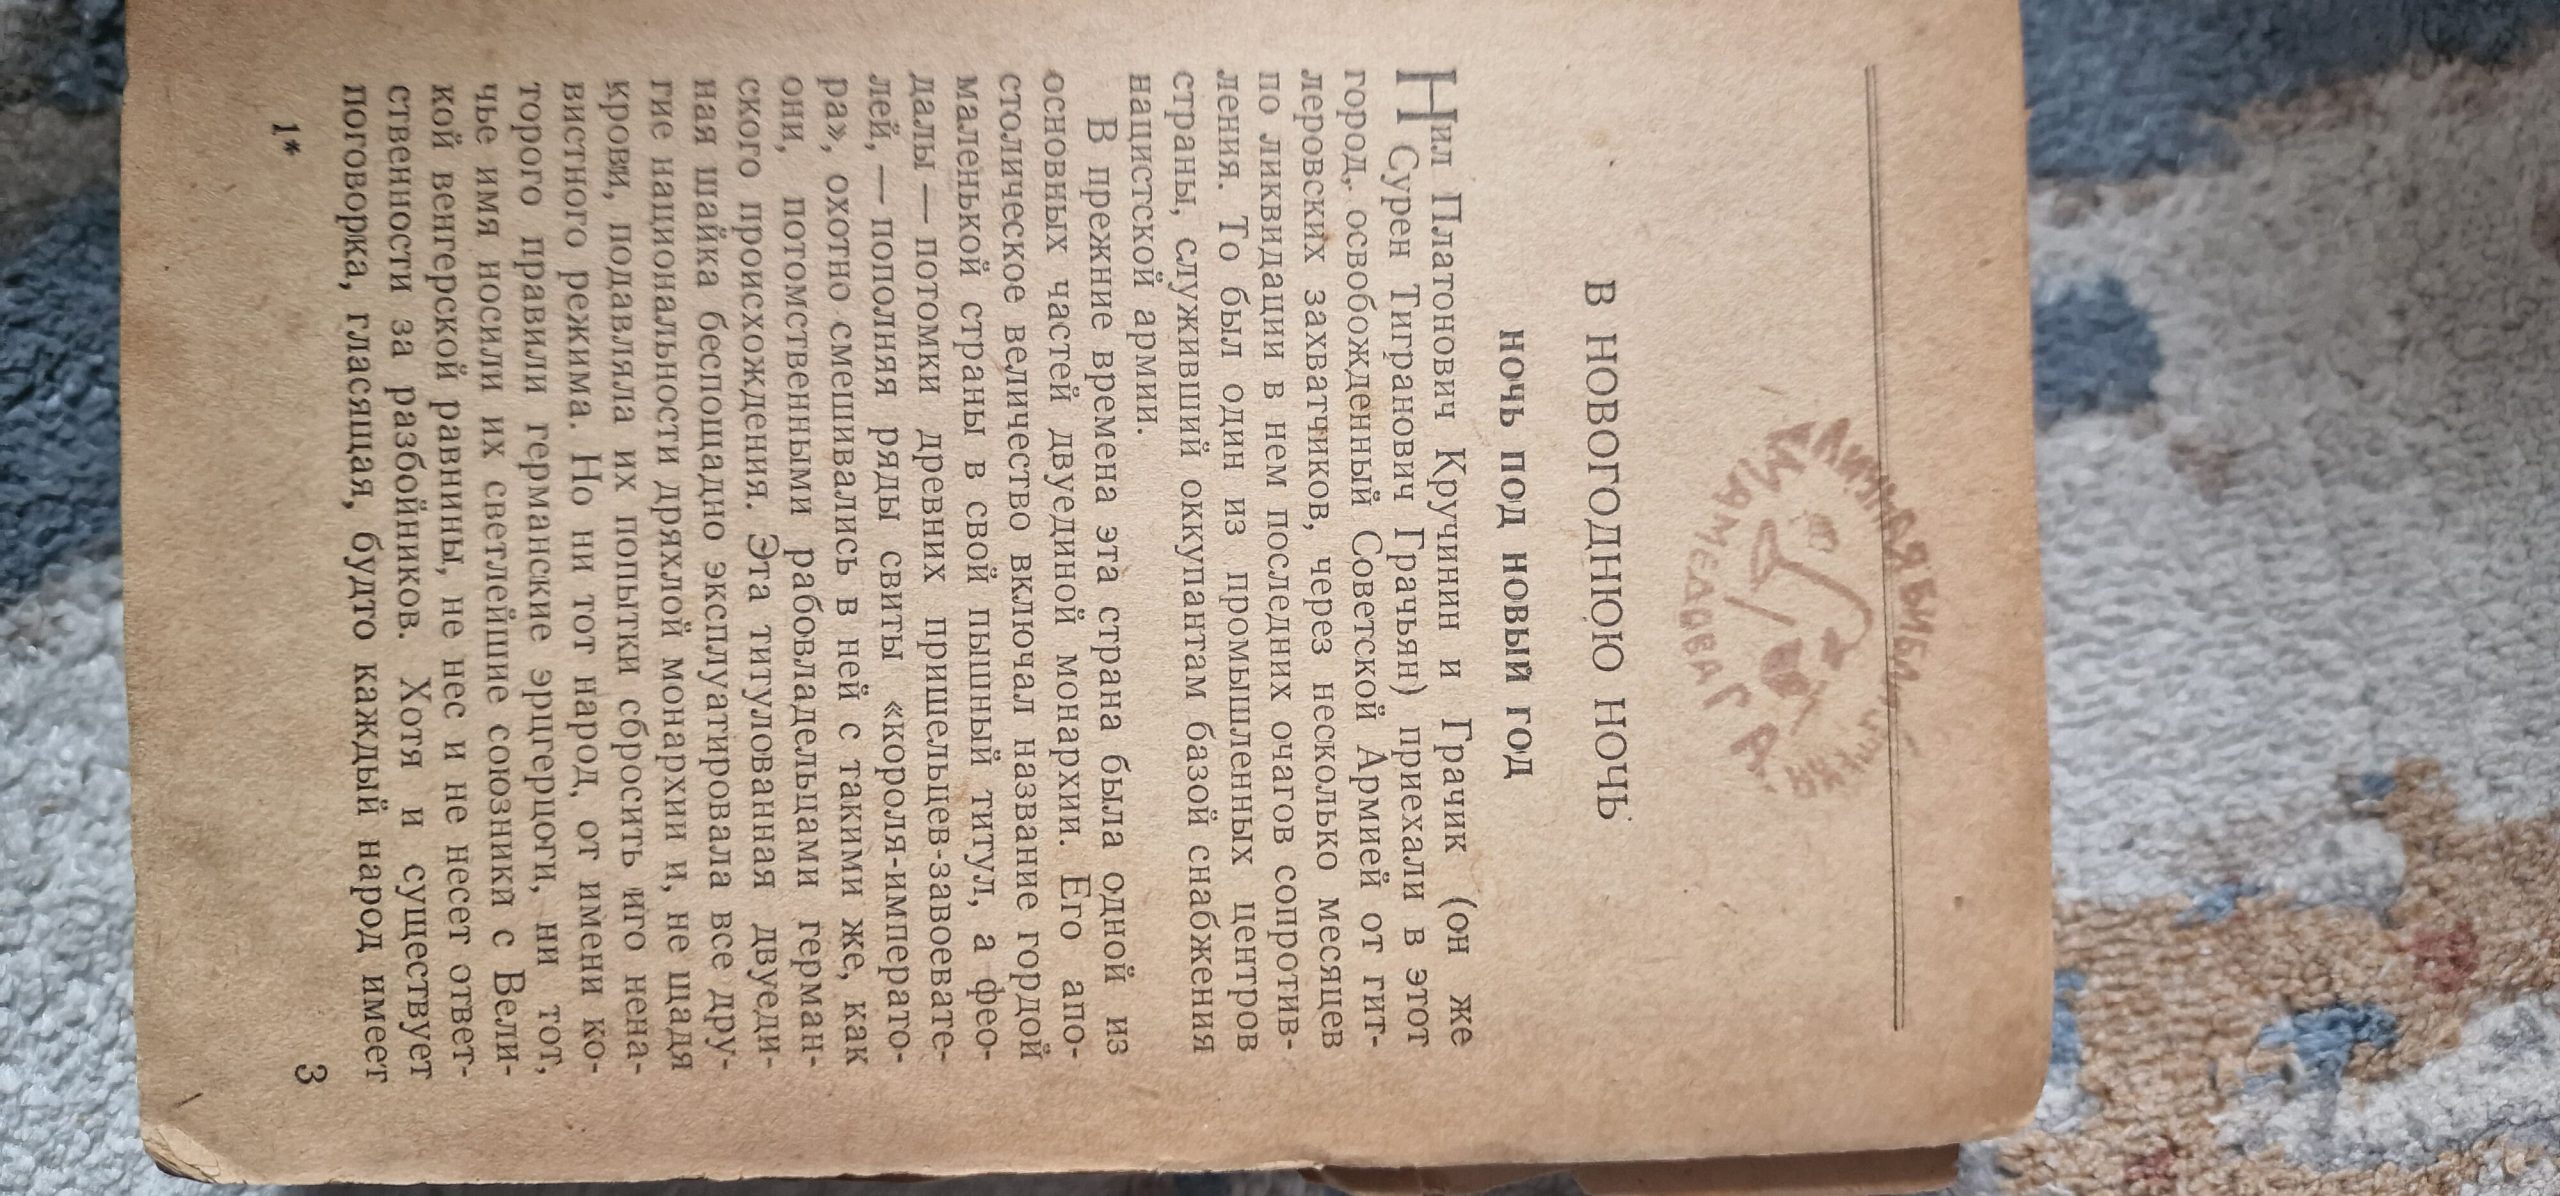 ЛИЧНАЯ БИБЛ
МАМЕДОВА Г. А.
В НОВОГОДНЮЮ НОЧЬ
НОЧЬ ПОД НОВЫЙ ГОД
Нил Платонович Кручинин и Грачик (он же
Сурен Тигранович Грачьян) приехали в этот
город, освобожденный Советской Армией от гит-
леровских захватчиков, через несколько месяцев
по ликвидации в нем последних очагов сопротив-
ления. То был один из промышленных центров
страны, служивший оккупантам базой снабжения
нацистской армии.
В прежние времена эта страна была одной из
основных частей двуединой монархии. Его апо-
столическое величество включал название гордой
маленькой страны в свой пышный титул, а фео-
далы — потомки древних пришельцев-завоевате-
лей, — пополняя ряды свиты «короля-императо-
ра», охотно смешивались в ней с такими же, как
они, потомственными рабовладельцами герман-
ского происхождения. Эта титулованная двуеди-
ная шайка беспощадно эксплуатировала все дру-
гие национальности дряхлой монархии и, не щадя
крови, подавляла их попытки сбросить иго нена-
вистного режима. Но ни тот народ, от имени ко-
торого правили германские эрцгерцоги, ни тот,
чье имя носили их светлейшие союзники с Вели-
кой венгерской равнины, не нес и не несет ответ-
ственности за разбойников. Хотя и существует
поговорка, гласящая, будто каждый народ имеет
1*
3